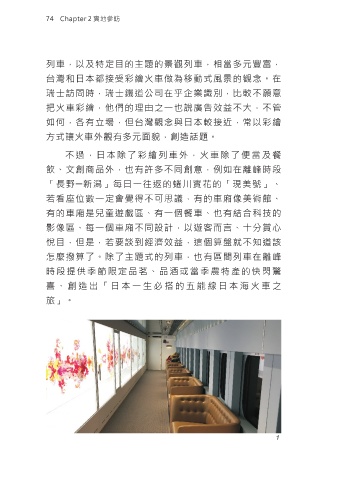 74 Chapter 2 實地參訪
列車，以及特定目的主題的景觀列車，相當多元豐富，
台灣和日本都接受彩繪火車做為移動式風景的觀念。在
瑞士訪問時，瑞士鐵道公司在乎企業識別，比較不願意
把火車彩繪，他們的理由之一也說廣告效益不大，不管
如何，各有立場，但台灣觀念與日本較接近，常以彩繪
方式讓火車外觀有多元面貌，創造話題。
不過，日本除了彩繪列車外，火車除了便當及餐
飲、文創商品外，也有許多不同創意，例如在離峰時段
「長野─新潟」每日一往返的蜷川實花的「現美號」、
若看座位數一定會覺得不可思議，有的車廂像美術館、
有的車廂是兒童遊戲區、有一個餐車、也有結合科技的
影像區、每一個車廂不同設計，以遊客而言、十分賞心
悅目，但是，若要談到經濟效益，這個算盤就不知道該
怎麼撥算了。除了主題式的列車，也有區間列車在離峰
時段提供季節限定品茗、品酒或當季農特產的快閃驚
喜，創造出「日本一生必搭的五能線日本海火車之
旅」。
1